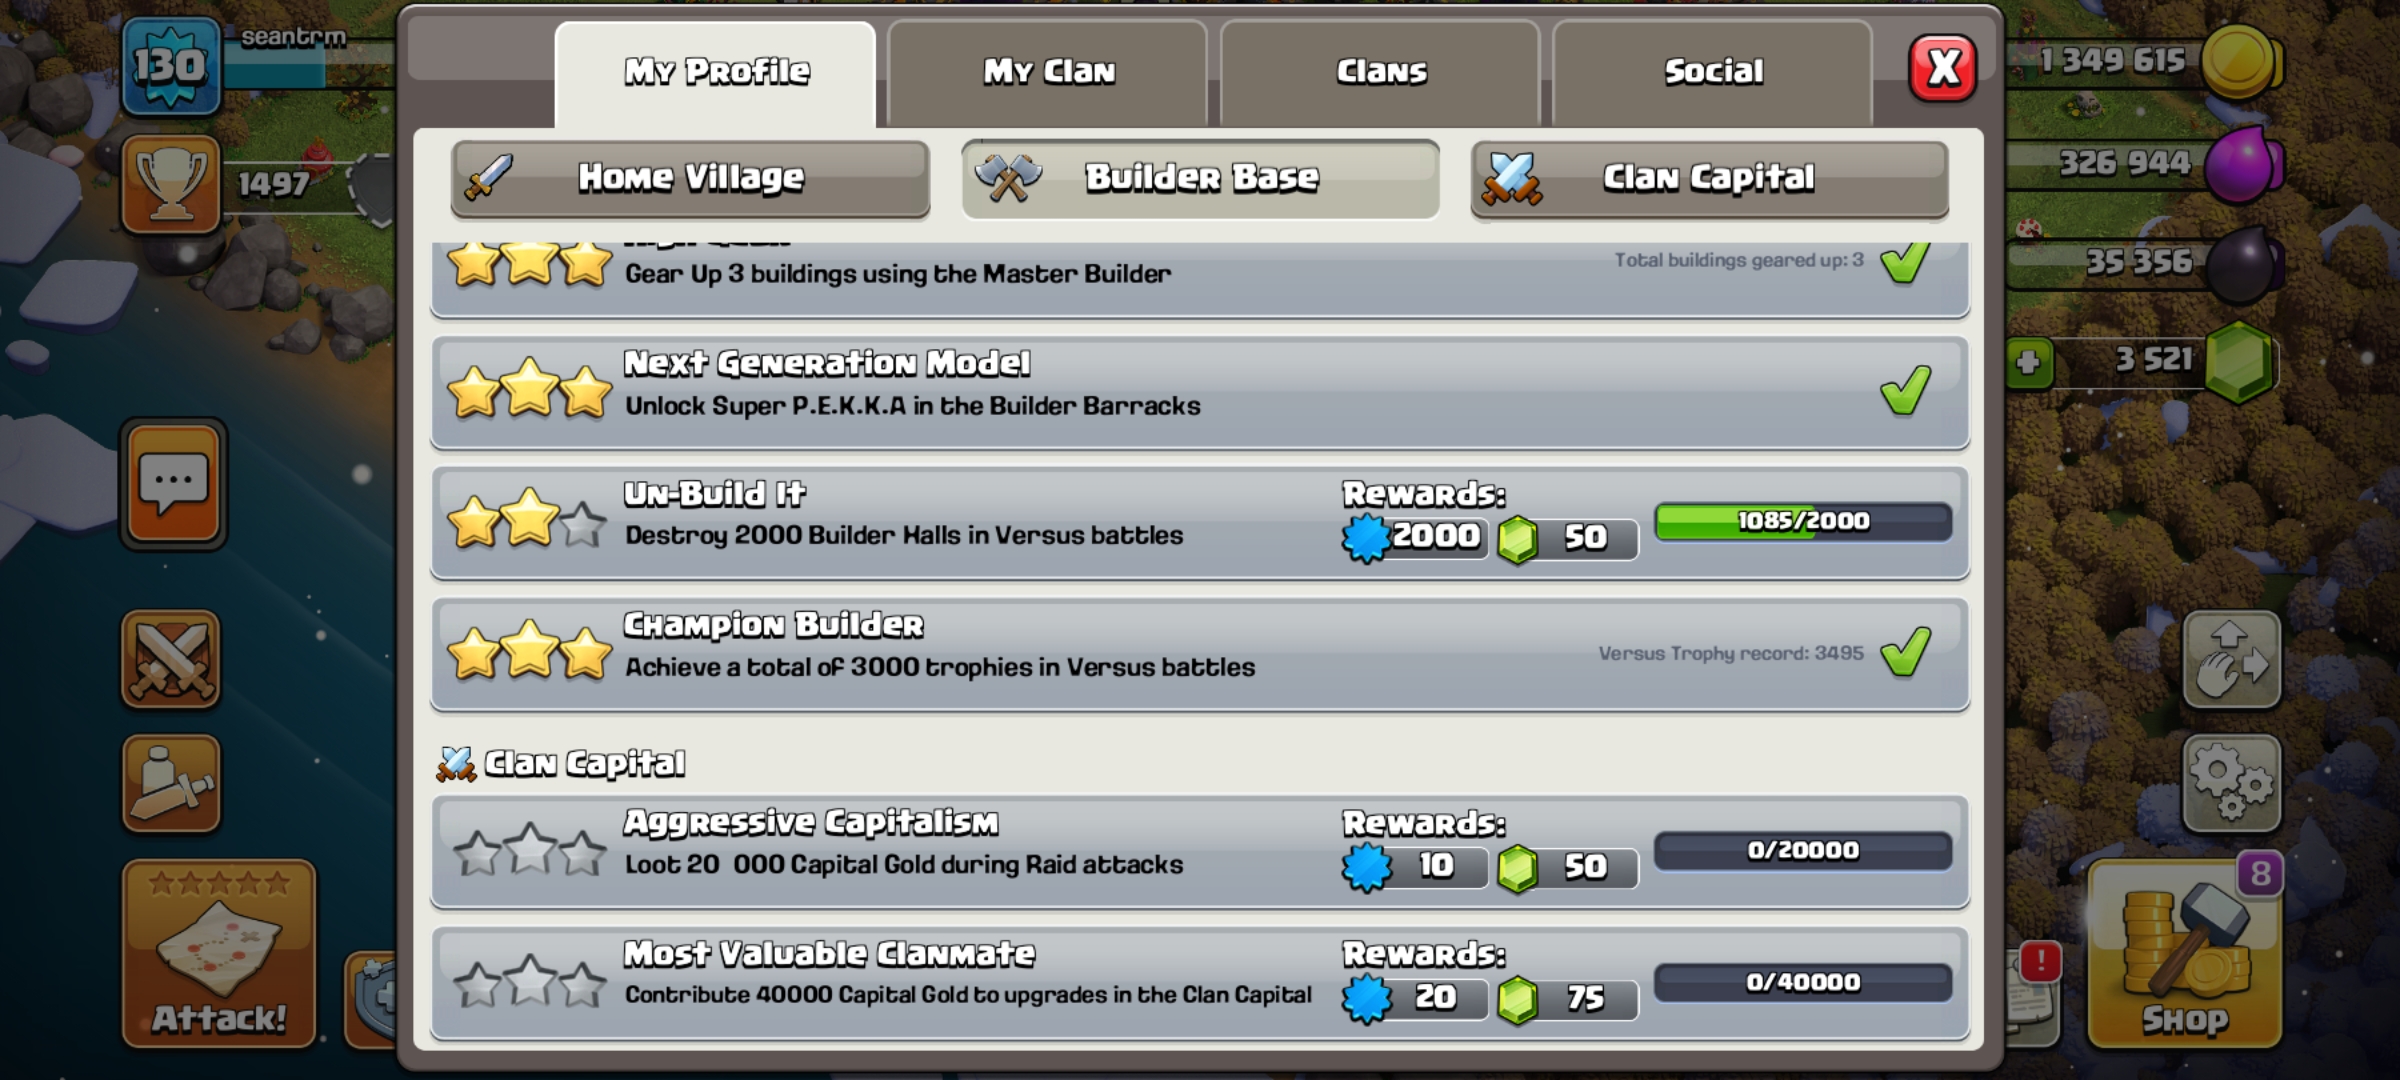 130
seantrm
My Profile
My Clan
Clans
Social
X
1 349 615
1497
Home Village
Builder Base
Clan Capital
326 944
Gear Up 3 buildings using the Master Builder
Total buildings geared up: 3
35 356
Next Generation Model
Unlock Super P.E.K.K.A in the Builder Barracks
3 521
Un-Build It
Destroy 2000 Builder Halls in Versus battles
Rewards:
2000
50
1085/2000
Champion Builder
Achieve a total of 3000 trophies in Versus battles
Versus Trophy record: 3495
Clan Capital
Aggressive Capitalism
Loot 20 000 Capital Gold during Raid attacks
Rewards:
10
50
0/20000
Most Valuable Clanmate
Contribute 40000 Capital Gold to upgrades in the Clan Capital
Rewards:
20
75
0/40000
Attack!
8
!
Shop